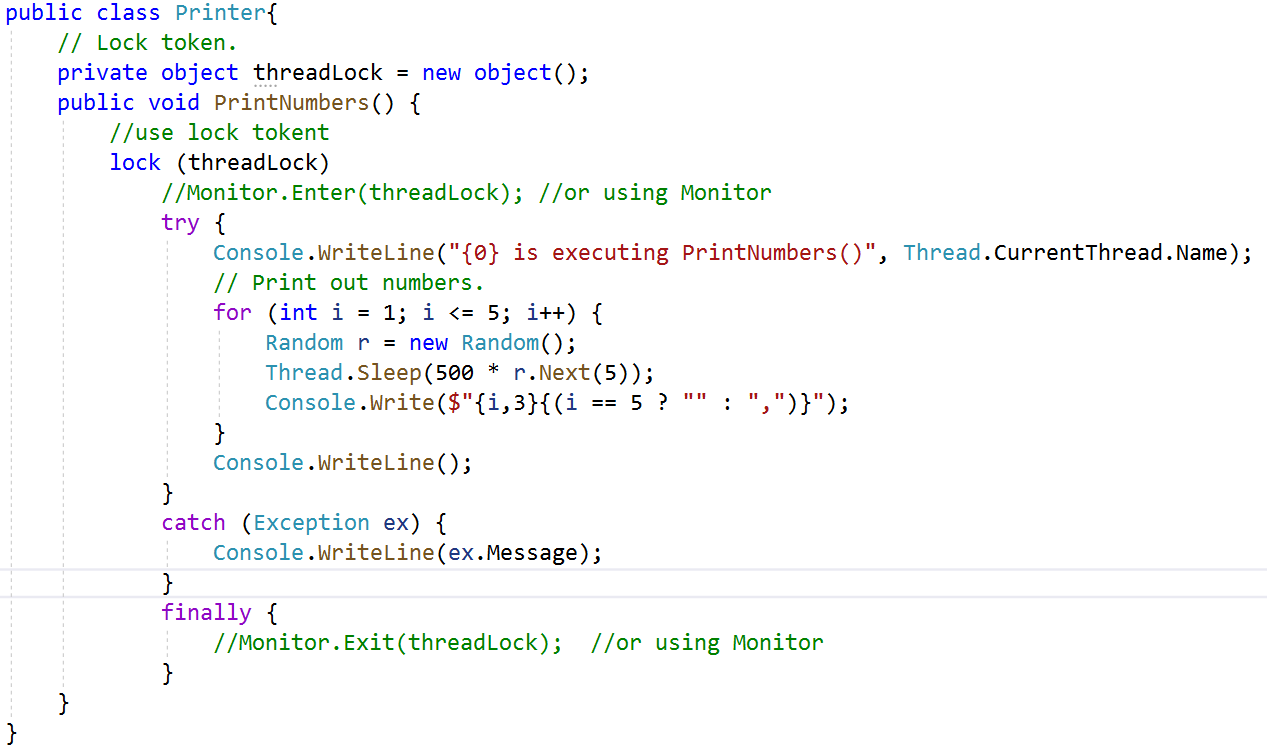 public class Printer{
    // Lock token.
    private object threadLock = new object();
    public void PrintNumbers() {
        //use lock tokent
        lock (threadLock)
            //Monitor.Enter(threadLock); //or using Monitor
            try {
                Console.WriteLine("{0} is executing PrintNumbers()", Thread.CurrentThread.Name);
                // Print out numbers.
                for (int i = 1; i <= 5; i++) {
                    Random r = new Random();
                    Thread.Sleep(500 * r.Next(5));
                    Console.Write($"{i,3}{(i == 5 ? "" : ",")}");
                }
                Console.WriteLine();
            }
            catch (Exception ex) {
                Console.WriteLine(ex.Message);
            }
            finally {
                //Monitor.Exit(threadLock);  //or using Monitor
            }
    }
}